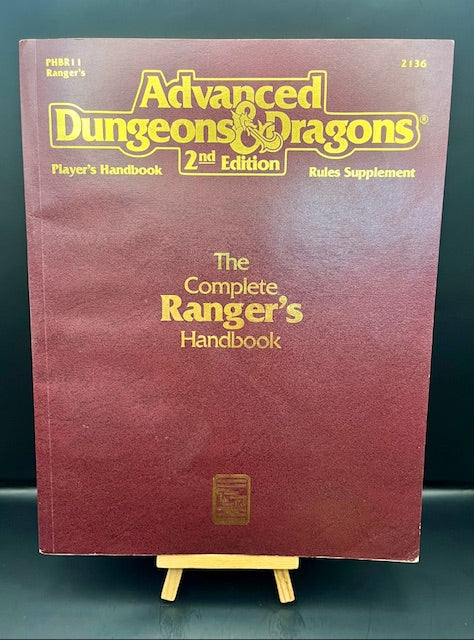 PHBR11
Ranger's
2136
Advanced
Dungeons & Dragons®
2nd Edition
Player's Handbook
Rules Supplement
The
Complete
Ranger's
Handbook